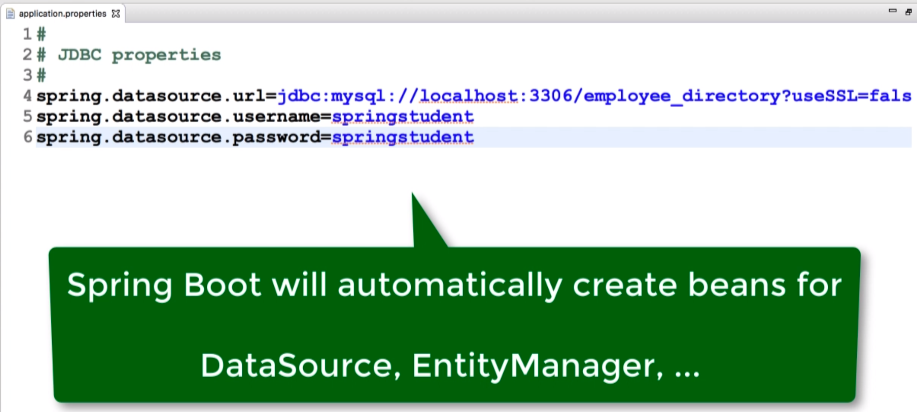 application.properties
1 #
2 # JDBC properties
3 #
4 spring.datasource.url=jdbc:mysql://localhost:3306/employee_directory?useSSL=fals
5 spring.datasource.username=springstudent
6 spring.datasource.password=springstudent
Spring Boot will automatically create beans for
DataSource, EntityManager, ...